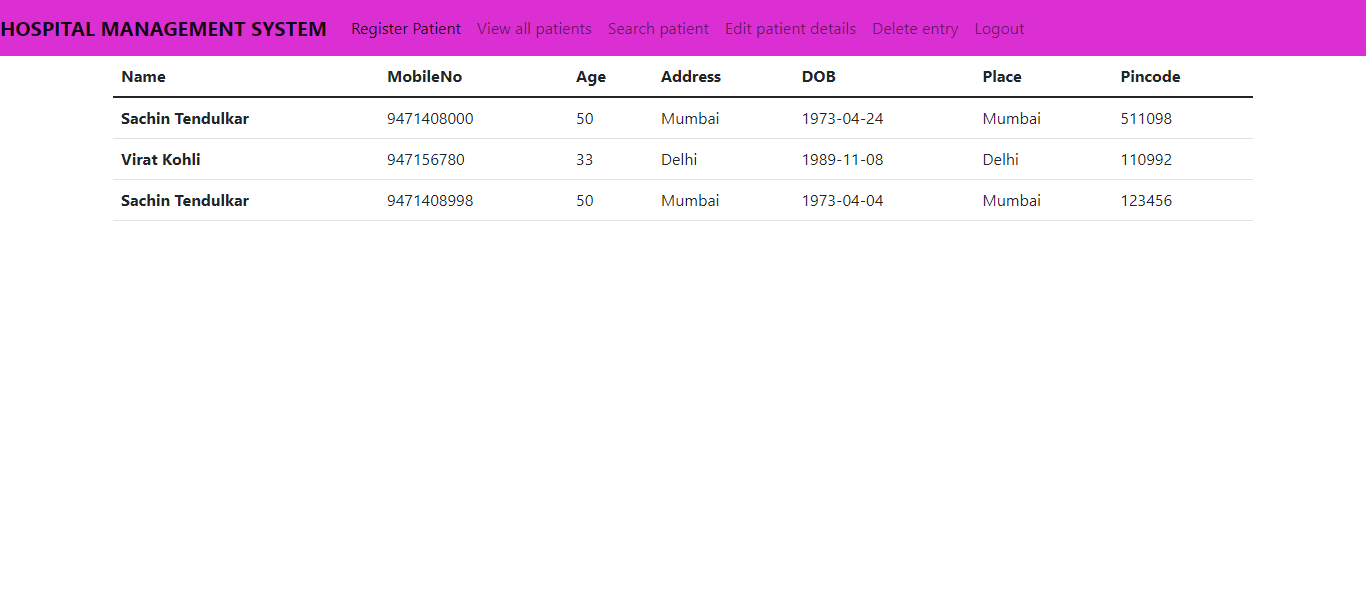 HOSPITAL MANAGEMENT SYSTEM Register Patient View all patients Search patient Edit patient details Delete entry Logout
Name MobileNo Age Address DOB Place Pincode
Sachin Tendulkar 9471408000 50 Mumbai 1973-04-24 Mumbai 511098
Virat Kohli 947156780 33 Delhi 1989-11-08 Delhi 110992
Sachin Tendulkar 9471408998 50 Mumbai 1973-04-04 Mumbai 123456